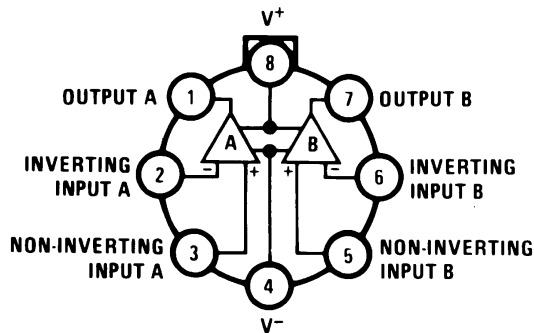 V+
8
OUTPUT A 1 7 OUTPUT B
A B
INVERTING
INPUT A
2 − + + − 6
INVERTING
INPUT B
NON-INVERTING
INPUT A
3 5
NON-INVERTING
INPUT B
4
V−